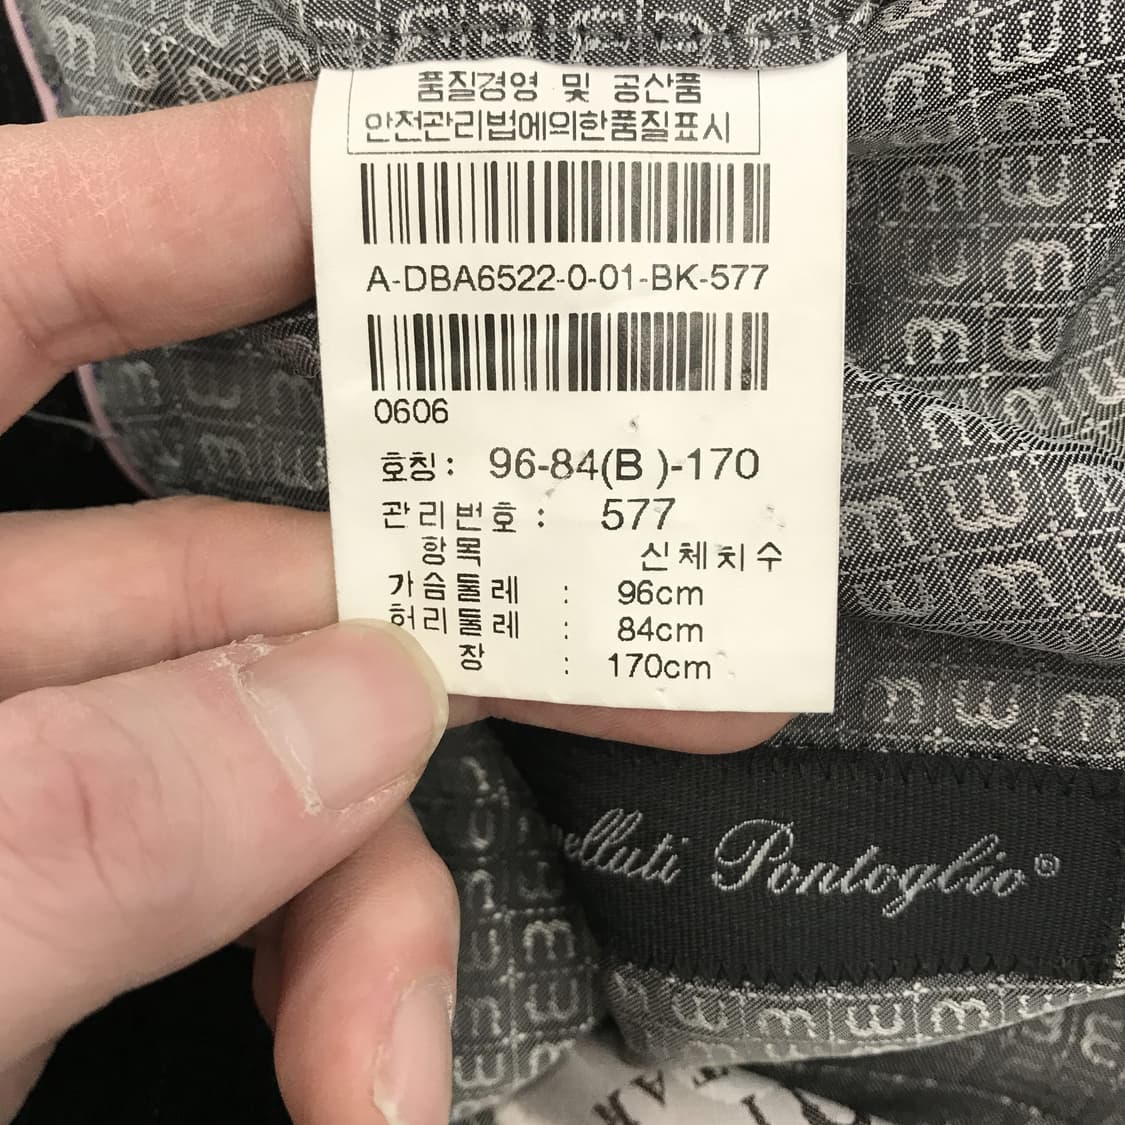 품질경영 및 공산품
안전관리법에의한품질표시
A-DBA6522-0-01-BK-577
0606
호칭: 96-84(B )-170
관리번호 : 577
항목 신체치수
가슴둘레 : 96cm
허리둘레 : 84cm
장 : 170cm
Pontoglio®